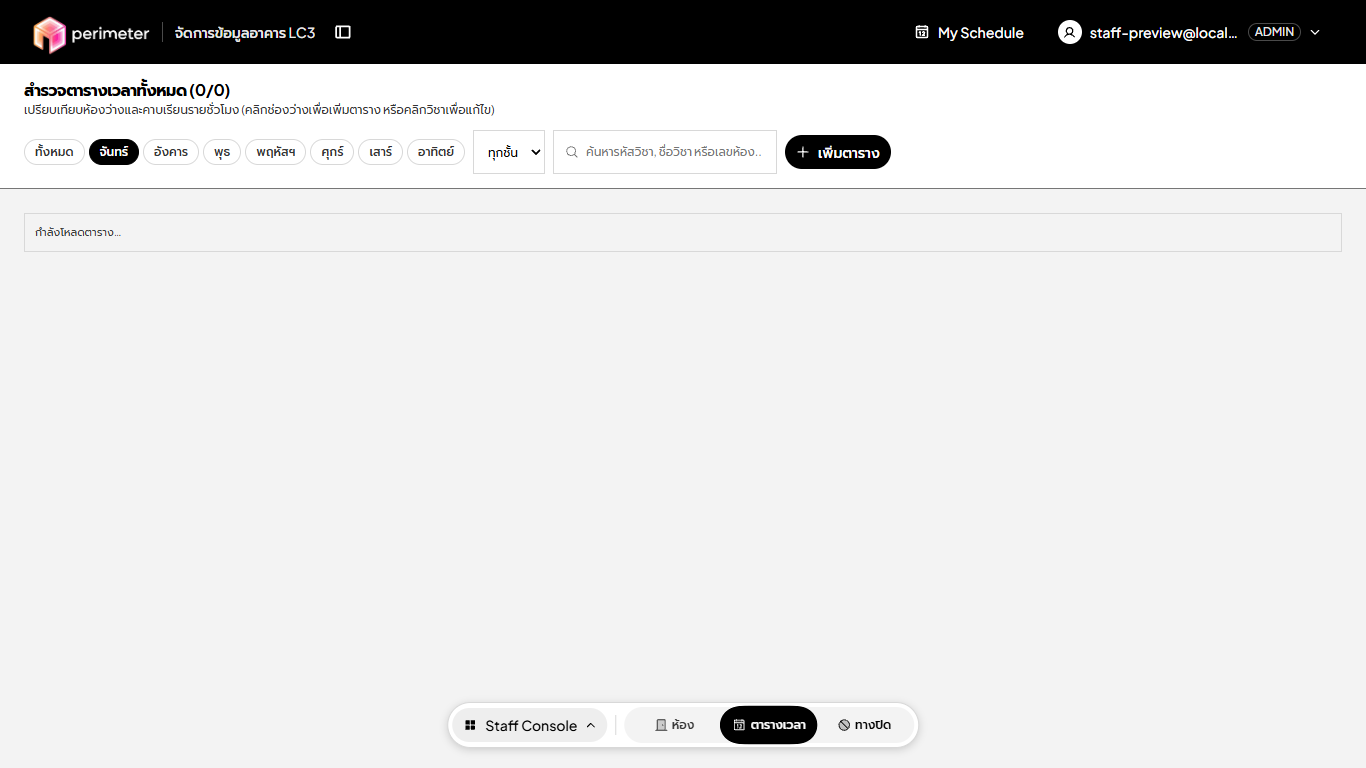 perimeter
จัดการข้อมูลอาคาร LC3
My Schedule
staff-preview@local...
ADMIN
สำรวจตารางเวลาทั้งหมด (0/0)
เปรียบเทียบห้องว่างและคาบเรียนรายชั่วโมง (คลิกช่องว่างเพื่อเพิ่มตาราง หรือคลิกวิชาเพื่อแก้ไข)
ทั้งหมด
จันทร์
อังคาร
พุธ
พฤหัสฯ
ศุกร์
เสาร์
อาทิตย์
ทุกชั้น
ค้นหารหัสวิชา, ชื่อวิชา หรือเลขห้อง..
เพิ่มตาราง
กำลังโหลดตาราง...
Staff Console
ห้อง
ตารางเวลา
ทางปิด